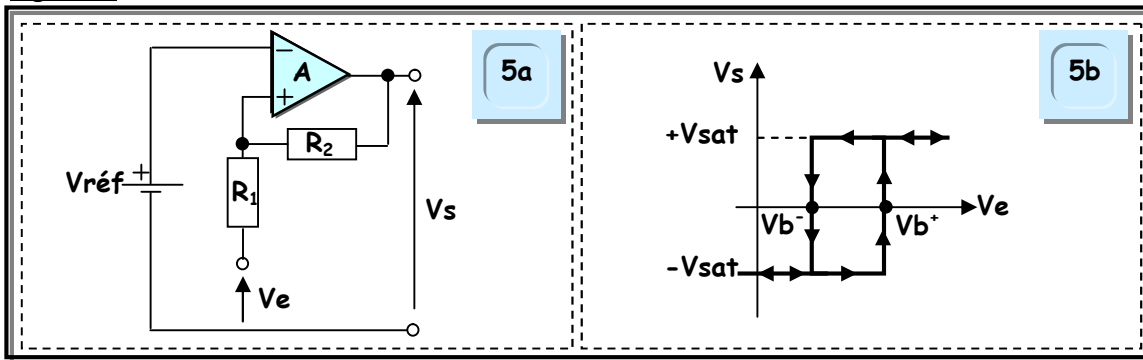 5a
A
−
+
R₂
Vréf
+
R₁
Vs
Ve
5b
Vs
+Vsat
Vb⁻
Vb⁺
Ve
-Vsat